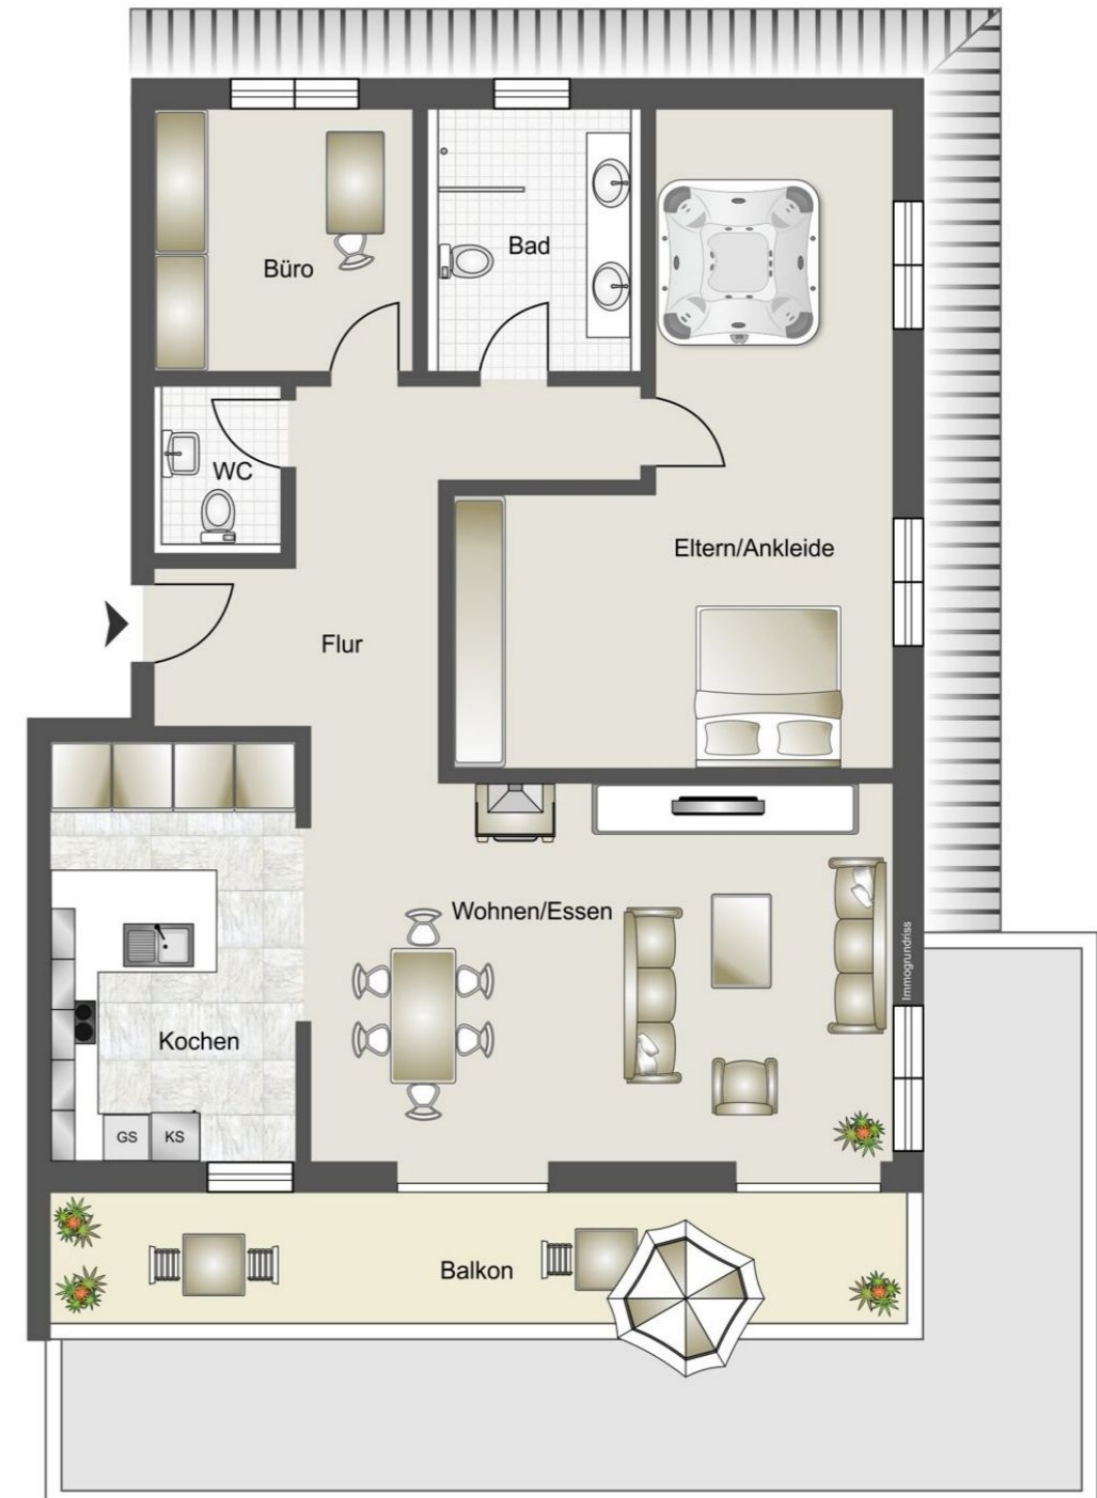 Büro
Bad
WC
Eltern/Ankleide
Flur
Wohnen/Essen
Immogrundriss
Kochen
GS
KS
Balkon